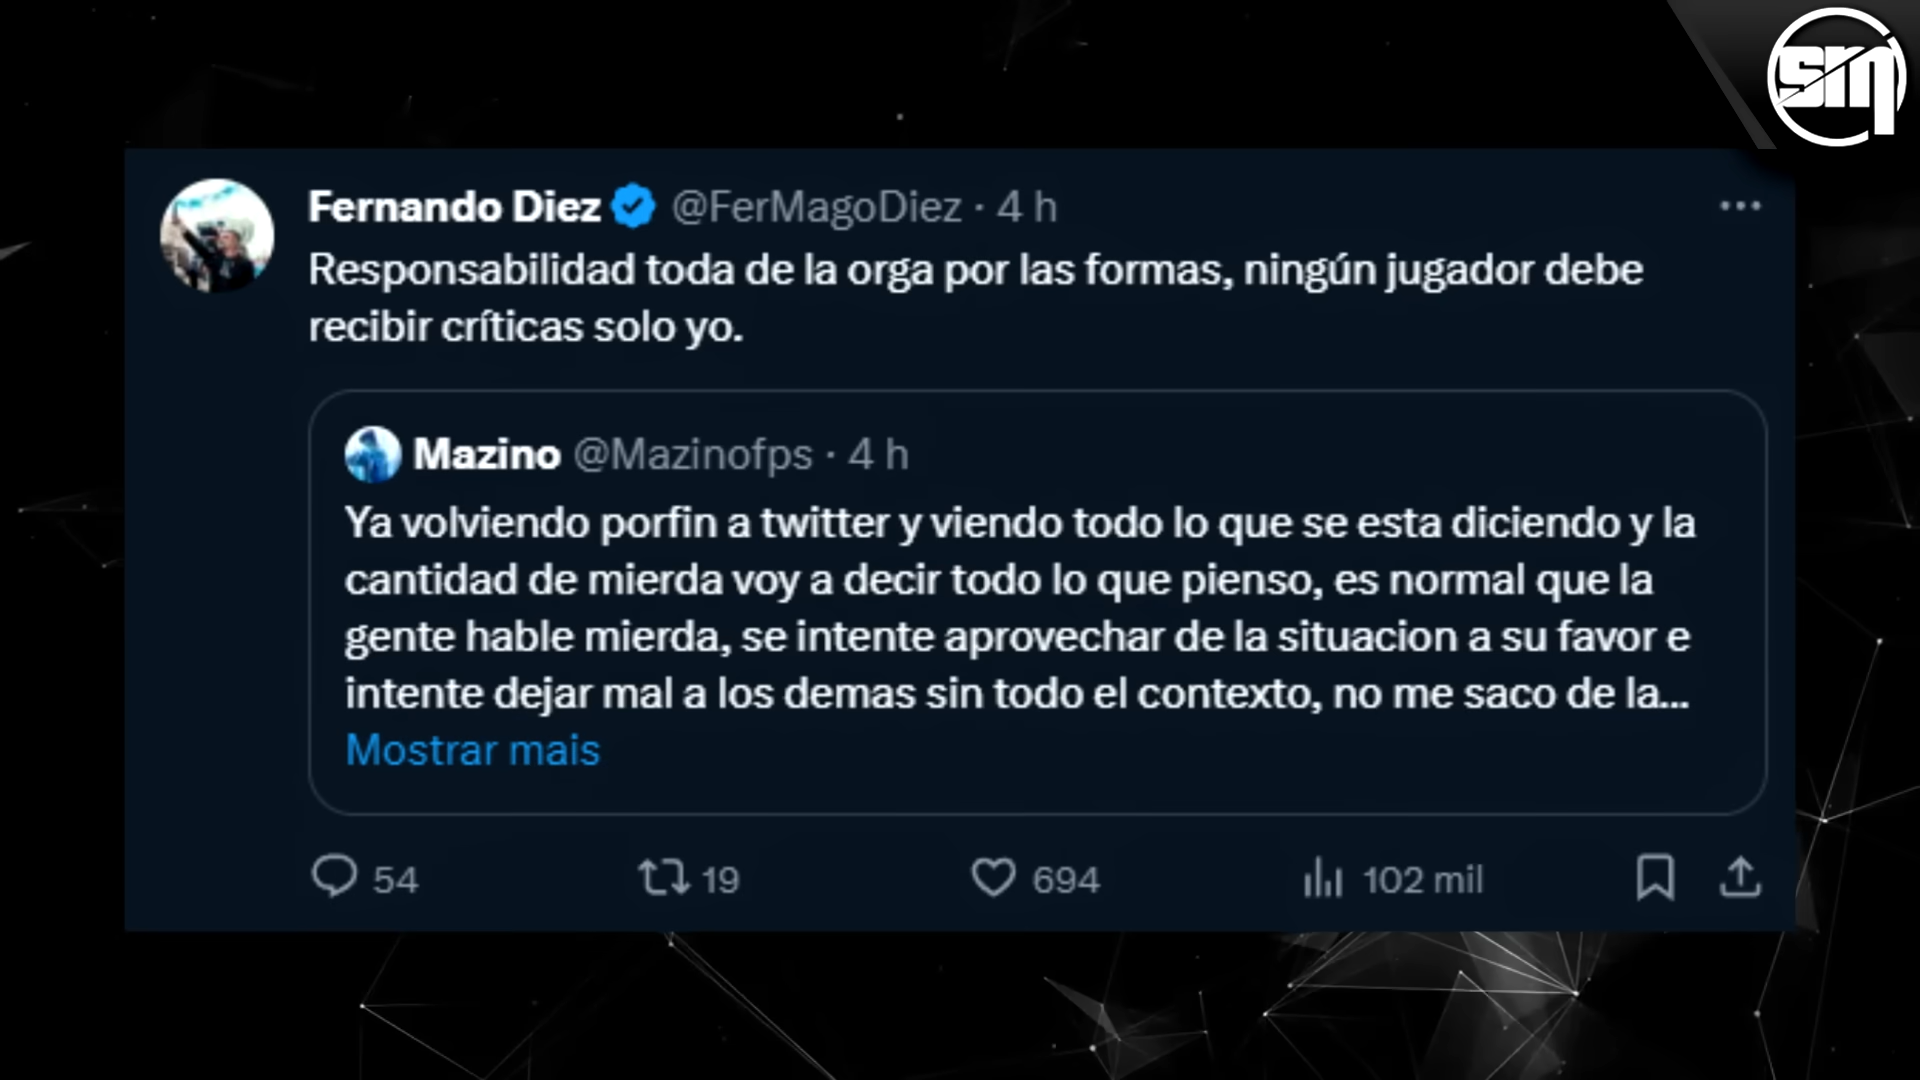 SM
Fernando Diez @FerMagoDiez · 4 h
Responsabilidad toda de la orga por las formas, ningún jugador debe
recibir críticas solo yo.
Mazino @Mazinofps · 4 h
Ya volviendo porfin a twitter y viendo todo lo que se esta diciendo y la
cantidad de mierda voy a decir todo lo que pienso, es normal que la
gente hable mierda, se intente aprovechar de la situacion a su favor e
intente dejar mal a los demas sin todo el contexto, no me saco de la...
Mostrar mais
54 19 694 102 mil